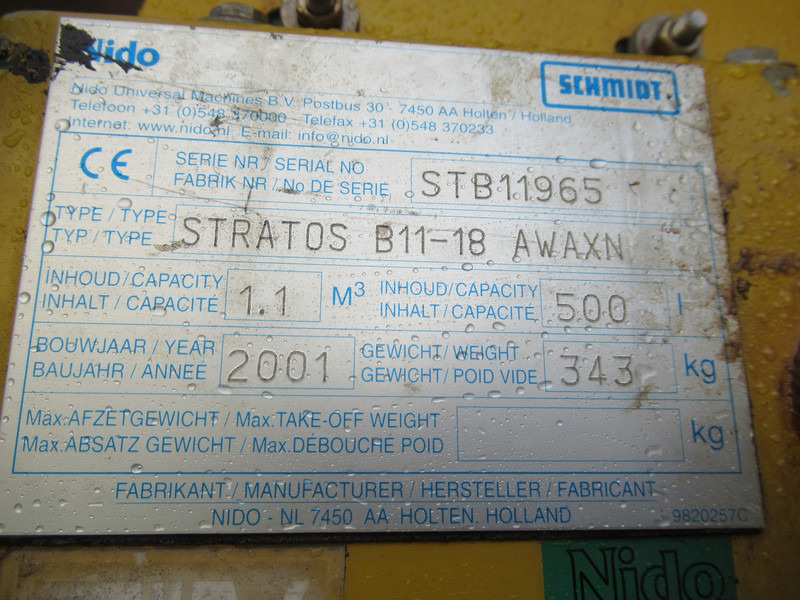 Nido
SCHMIDT
Nido Universal Machines B.V. Postbus 30 - 7450 AA Holten / Holland
Telefoon +31 (0)548 370000 - Telefax +31 (0)548 370233
Internet: www.nido.nl E-mail: info@nido.nl
CE
SERIE NR / SERIAL NO
FABRIK NR / No DE SERIE
STB11965
TYPE / TYPE
TYP / TYPE
STRATOS B11-18 AWAXN
INHOUD / CAPACITY
INHALT / CAPACITÉ
1.1 M3
INHOUD / CAPACITY
INHALT / CAPACITÉ
500 l
BOUWJAAR / YEAR
BAUJAHR / ANNEÉ
2001
GEWICHT / WEIGHT
GEWICHT / POID VIDE
343 kg
Max. AFZETGEWICHT / Max. TAKE-OFF WEIGHT
Max. ABSATZ GEWICHT / Max. DÉBOUCHÉ POID
kg
FABRIKANT / MANUFACTURER / HERSTELLER / FABRICANT
NIDO - NL 7450 AA HOLTEN. HOLLAND
9820257C
Nido